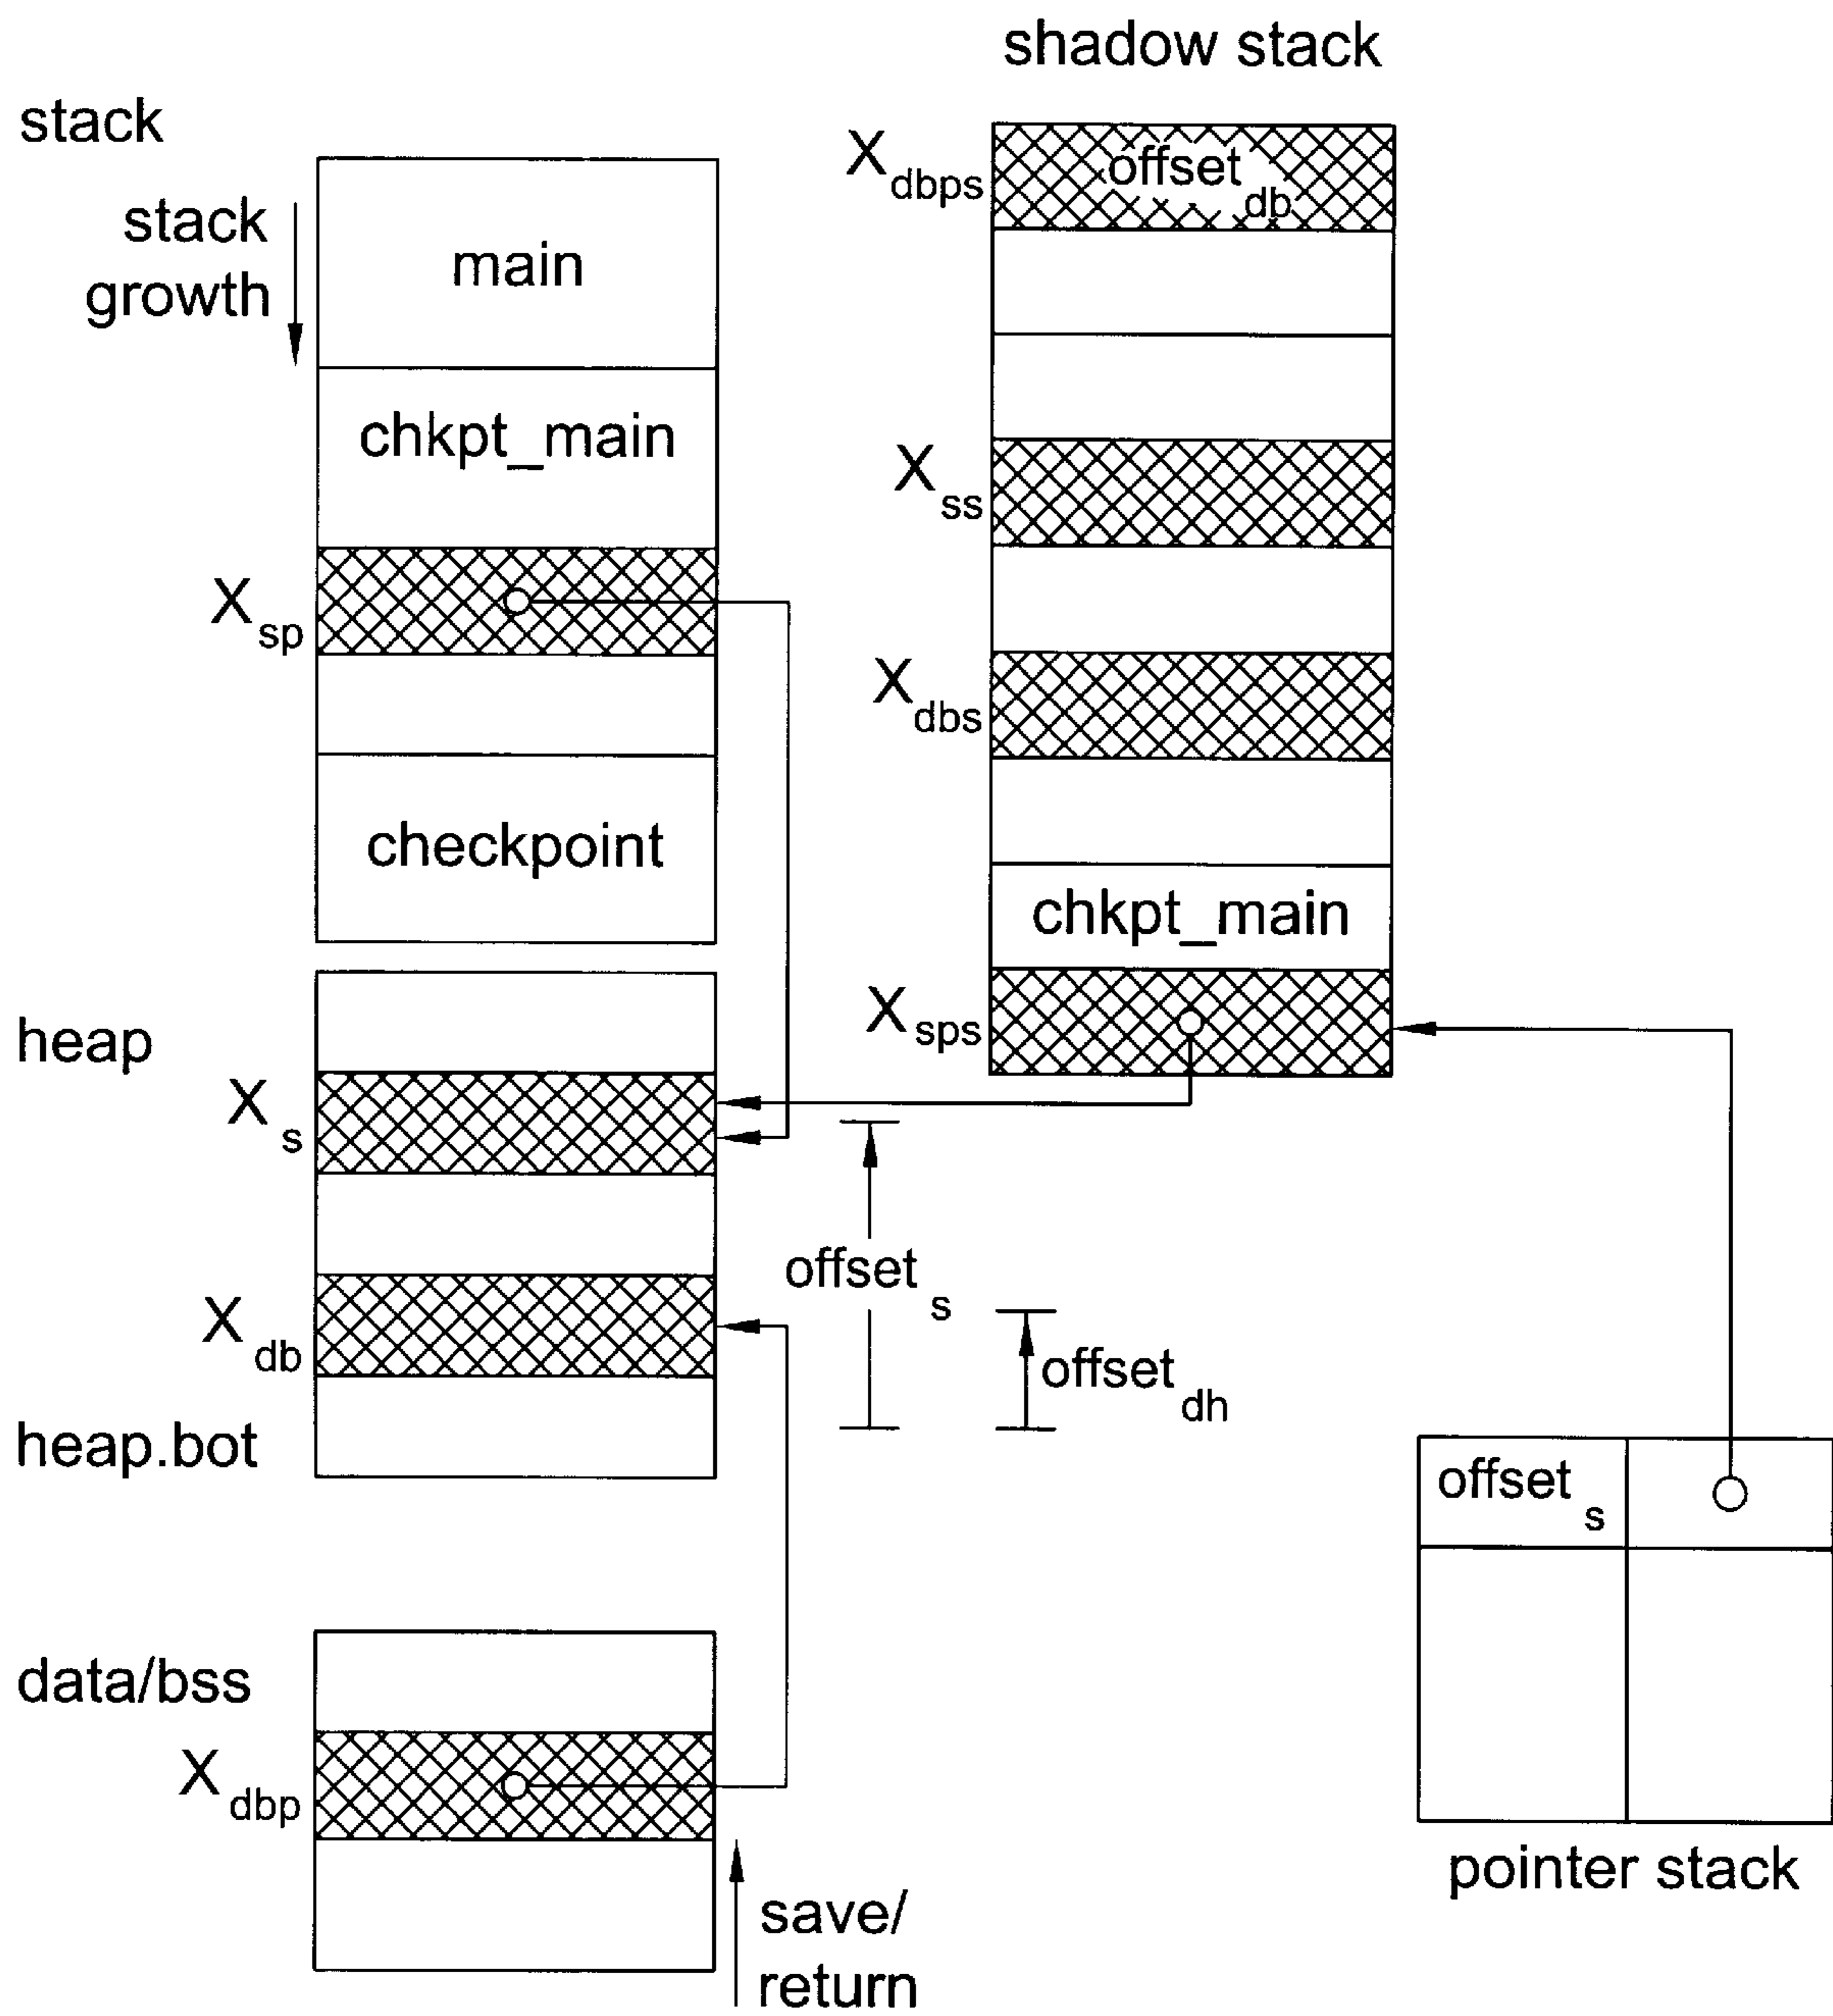 shadow stack
stack
stack
growth
main
chkpt_main
X sp
checkpoint
X dbps
offset db
X ss
X dbs
chkpt_main
X sps
heap
X s
X db
heap.bot
offset s
offset dh
offset s
pointer stack
data/bss
X dbp
save/
return